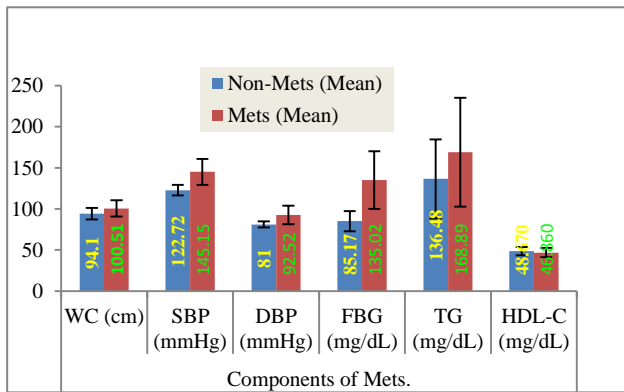 250
200
150
100
50
0
Non-Mets (Mean)
Mets (Mean)
94.1
100.51
122.72
145.15
81
92.52
85.17
135.02
136.48
168.89
WC (cm)
SBP
(mmHg)
DBP
(mmHg)
FBG
(mg/dL)
TG
(mg/dL)
HDL-C
(mg/dL)
Components of Mets.